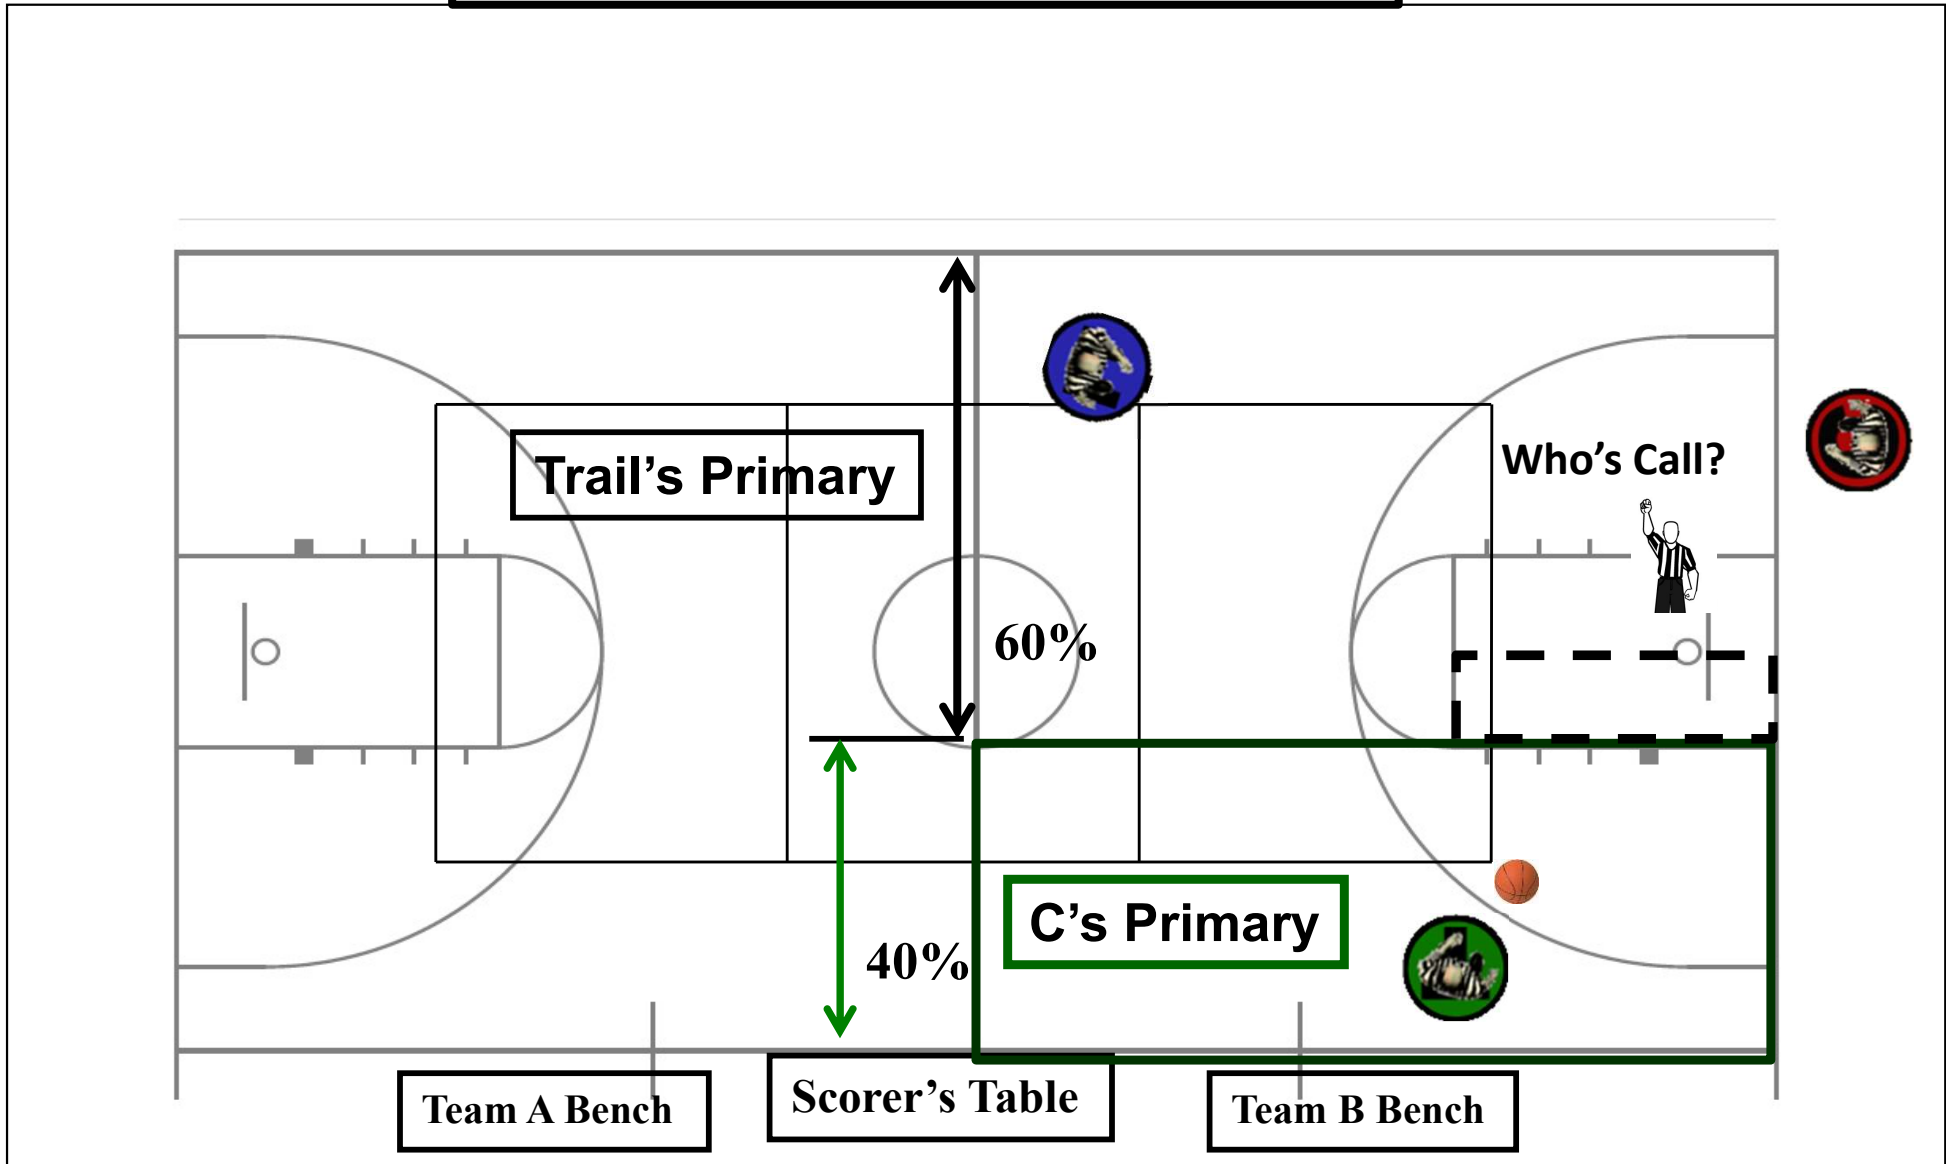 Trail's Primary
Who's Call?
60%
C's Primary
40%
Scorer's Table
Team A Bench
Team B Bench